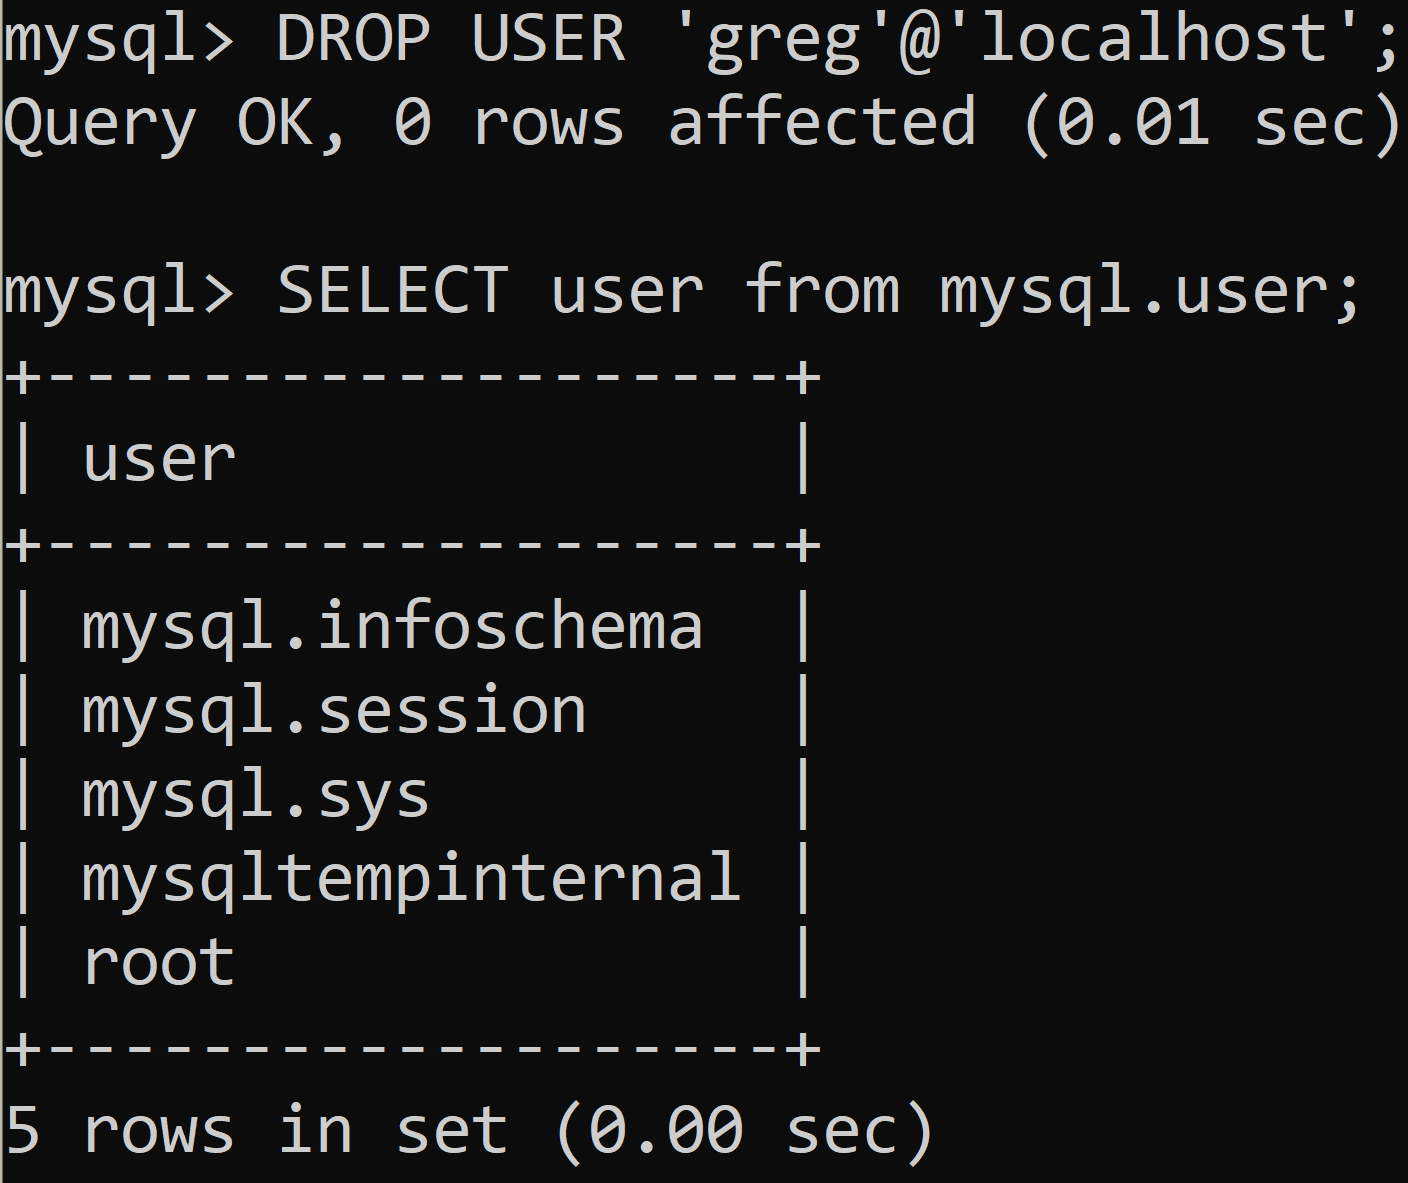 mysql> DROP USER 'greg'@'localhost';
Query OK, 0 rows affected (0.01 sec)

mysql> SELECT user from mysql.user;
+-------------------+
| user              |
+-------------------+
| mysql.infoschema  |
| mysql.session     |
| mysql.sys         |
| mysqltempinternal |
| root              |
+-------------------+
5 rows in set (0.00 sec)